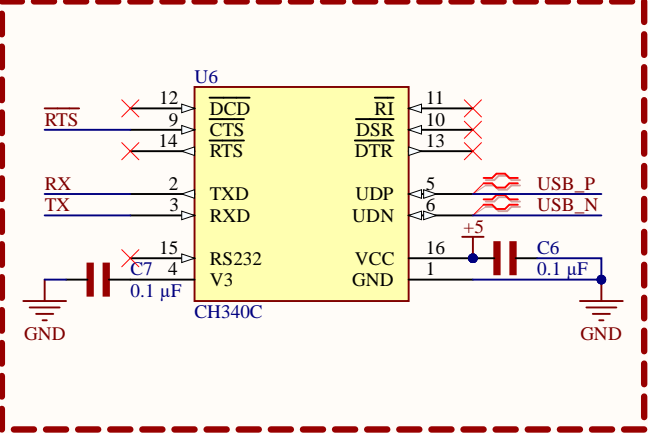 U6
12 DCD RI 11
RTS 9 CTS DSR 10
14 RTS DTR 13
RX 2 TXD UDP 5 USB_P
TX 3 RXD UDN 6 USB_N
+5
15 RS232 VCC 16 C6
C7 4 V3 GND 1 0.1 µF
0.1 µF
CH340C
GND GND